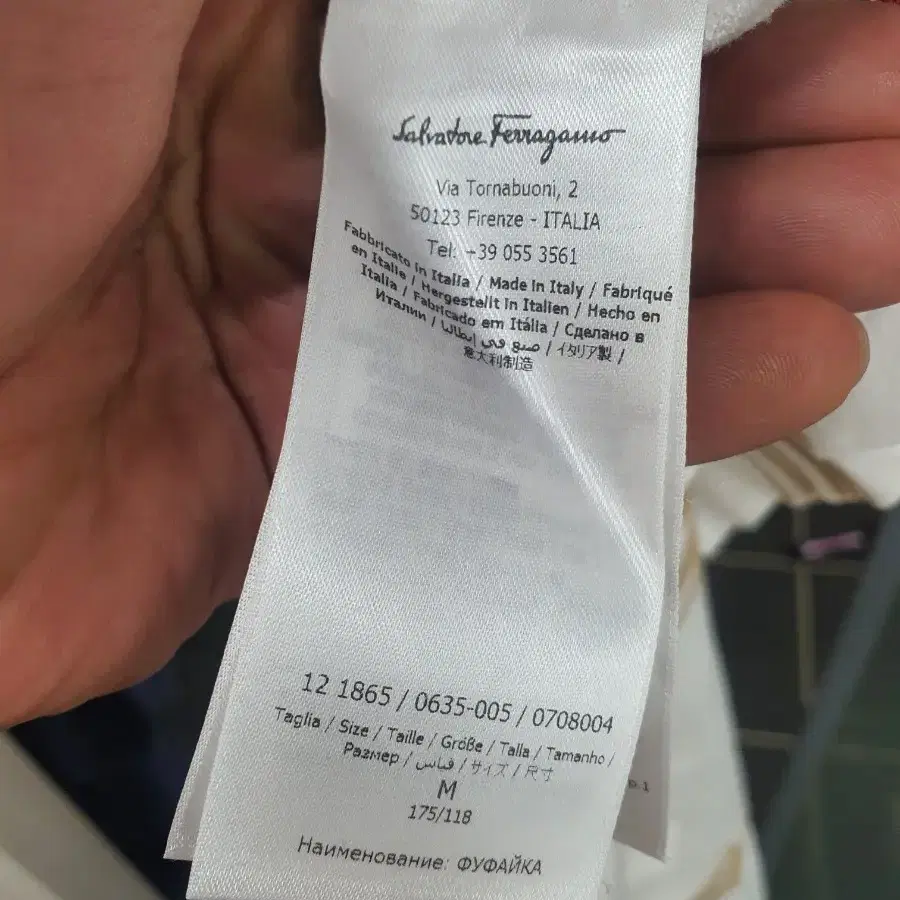 Salvatore Ferragamo
Via Tornabuoni, 2
50123 Firenze - ITALIA
Tel: +39 055 3561
Fabbricato in Italia / Made in Italy / Fabriqué
en Italie / Hergestellt in Italien / Hecho en
Italia / Fabricado em Itália / Сделано в
Италии / صنع في إيطاليا / イタリア製 /
意大利制造
12 1865 / 0635-005 / 0708004
Taglia / Size / Taille / Größe / Talla / Tamanho /
Размер / قياس / サイズ / 尺寸
M
175/118
Наименование: ФУФАЙКА
p.1